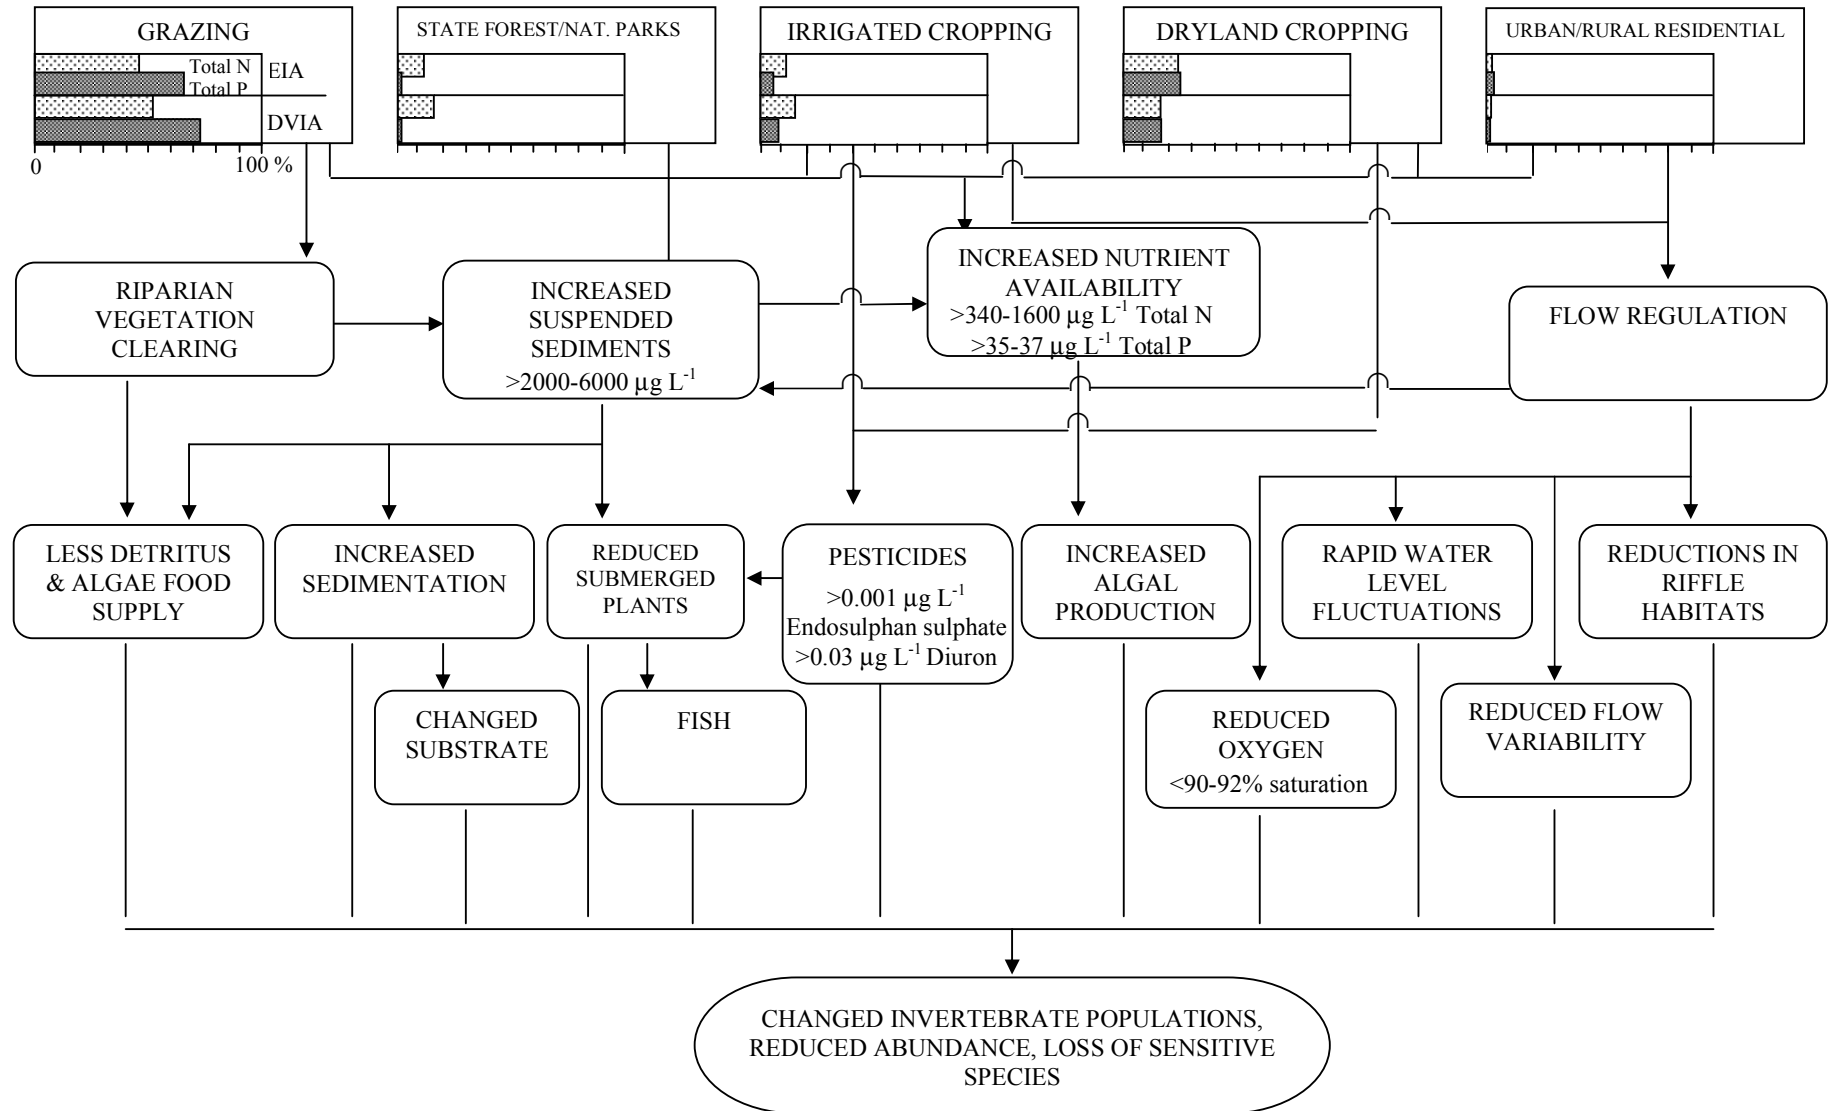 GRAZING
Total N
Total P
EIA
DVIA
0
100 %
STATE FOREST/NAT. PARKS
IRRIGATED CROPPING
DRYLAND CROPPING
URBAN/RURAL RESIDENTIAL
RIPARIAN
VEGETATION
CLEARING
INCREASED
SUSPENDED
SEDIMENTS
>2000-6000 µg L⁻¹
INCREASED NUTRIENT
AVAILABILITY
>340-1600 µg L⁻¹ Total N
>35-37 µg L⁻¹ Total P
FLOW REGULATION
LESS DETRITUS
& ALGAE FOOD
SUPPLY
INCREASED
SEDIMENTATION
REDUCED
SUBMERGED
PLANTS
PESTICIDES
>0.001 µg L⁻¹
Endosulphan sulphate
>0.03 µg L⁻¹ Diuron
INCREASED
ALGAL
PRODUCTION
RAPID WATER
LEVEL
FLUCTUATIONS
REDUCTIONS IN
RIFFLE
HABITATS
CHANGED
SUBSTRATE
FISH
REDUCED
OXYGEN
<90-92% saturation
REDUCED FLOW
VARIABILITY
CHANGED INVERTEBRATE POPULATIONS,
REDUCED ABUNDANCE, LOSS OF SENSITIVE
SPECIES